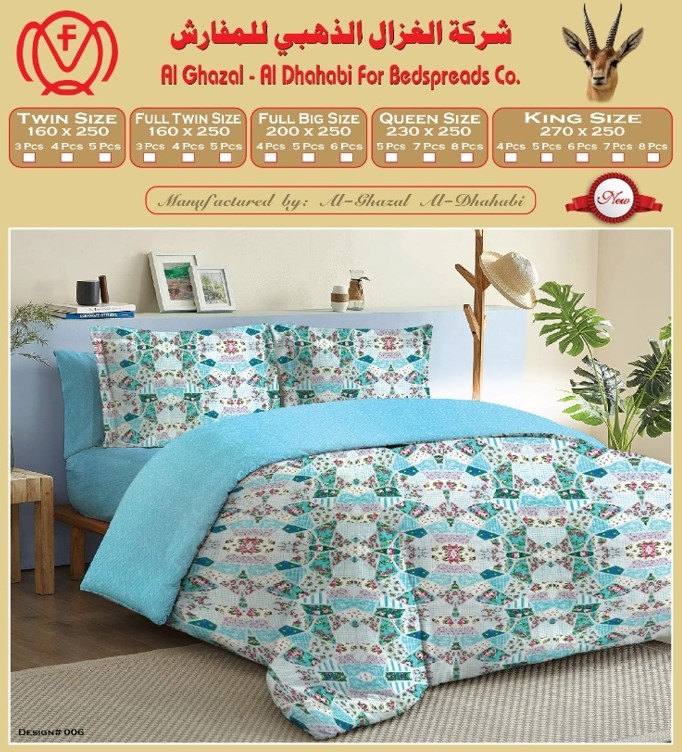 شركة الغزال الذهبي للمفارش
Al Ghazal - Al Dhahabi For Bedspreads Co.
Twin Size
160 x 250
3 Pcs 4 Pcs 5 Pcs
Full Twin Size
160 x 250
3 Pcs 4 Pcs 5 Pcs
Full Big Size
200 x 250
4 Pcs 5 Pcs 6 Pcs
Queen Size
230 x 250
5 Pcs 7 Pcs 8 Pcs
King Size
270 x 250
4 Pcs 5 Pcs 6 Pcs 7 Pcs 8 Pcs
Manufactured by: Al-Ghazal Al-Dhahabi
New
Design# 006